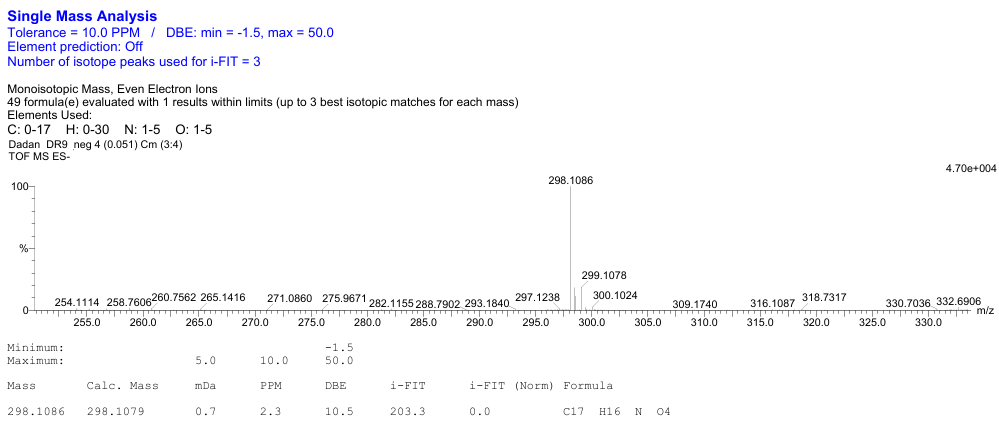 Single Mass Analysis
Tolerance = 10.0 PPM / DBE: min = -1.5, max = 50.0
Element prediction: Off
Number of isotope peaks used for i-FIT = 3
Monoisotopic Mass, Even Electron Ions
49 formula(e) evaluated with 1 results within limits (up to 3 best isotopic matches for each mass)
Elements Used:
C: 0-17 H: 0-30 N: 1-5 O: 1-5
Dadan DR9 neg 4 (0.051) Cm (3:4)
TOF MS ES-
4.70e+004
298.1086
100
%
299.1078
254.1114 258.7606 260.7562 265.1416 271.0860 275.9671 282.1155 288.7902 293.1840 297.1238 300.1024 309.1740 316.1087 318.7317 330.7036 332.6906
0 m/z
255.0 260.0 265.0 270.0 275.0 280.0 285.0 290.0 295.0 300.0 305.0 310.0 315.0 320.0 325.0 330.0
Minimum: -1.5
Maximum: 5.0 10.0 50.0
Mass Calc. Mass mDa PPM DBE i-FIT i-FIT (Norm) Formula
298.1086 298.1079 0.7 2.3 10.5 203.3 0.0 C17 H16 N O4